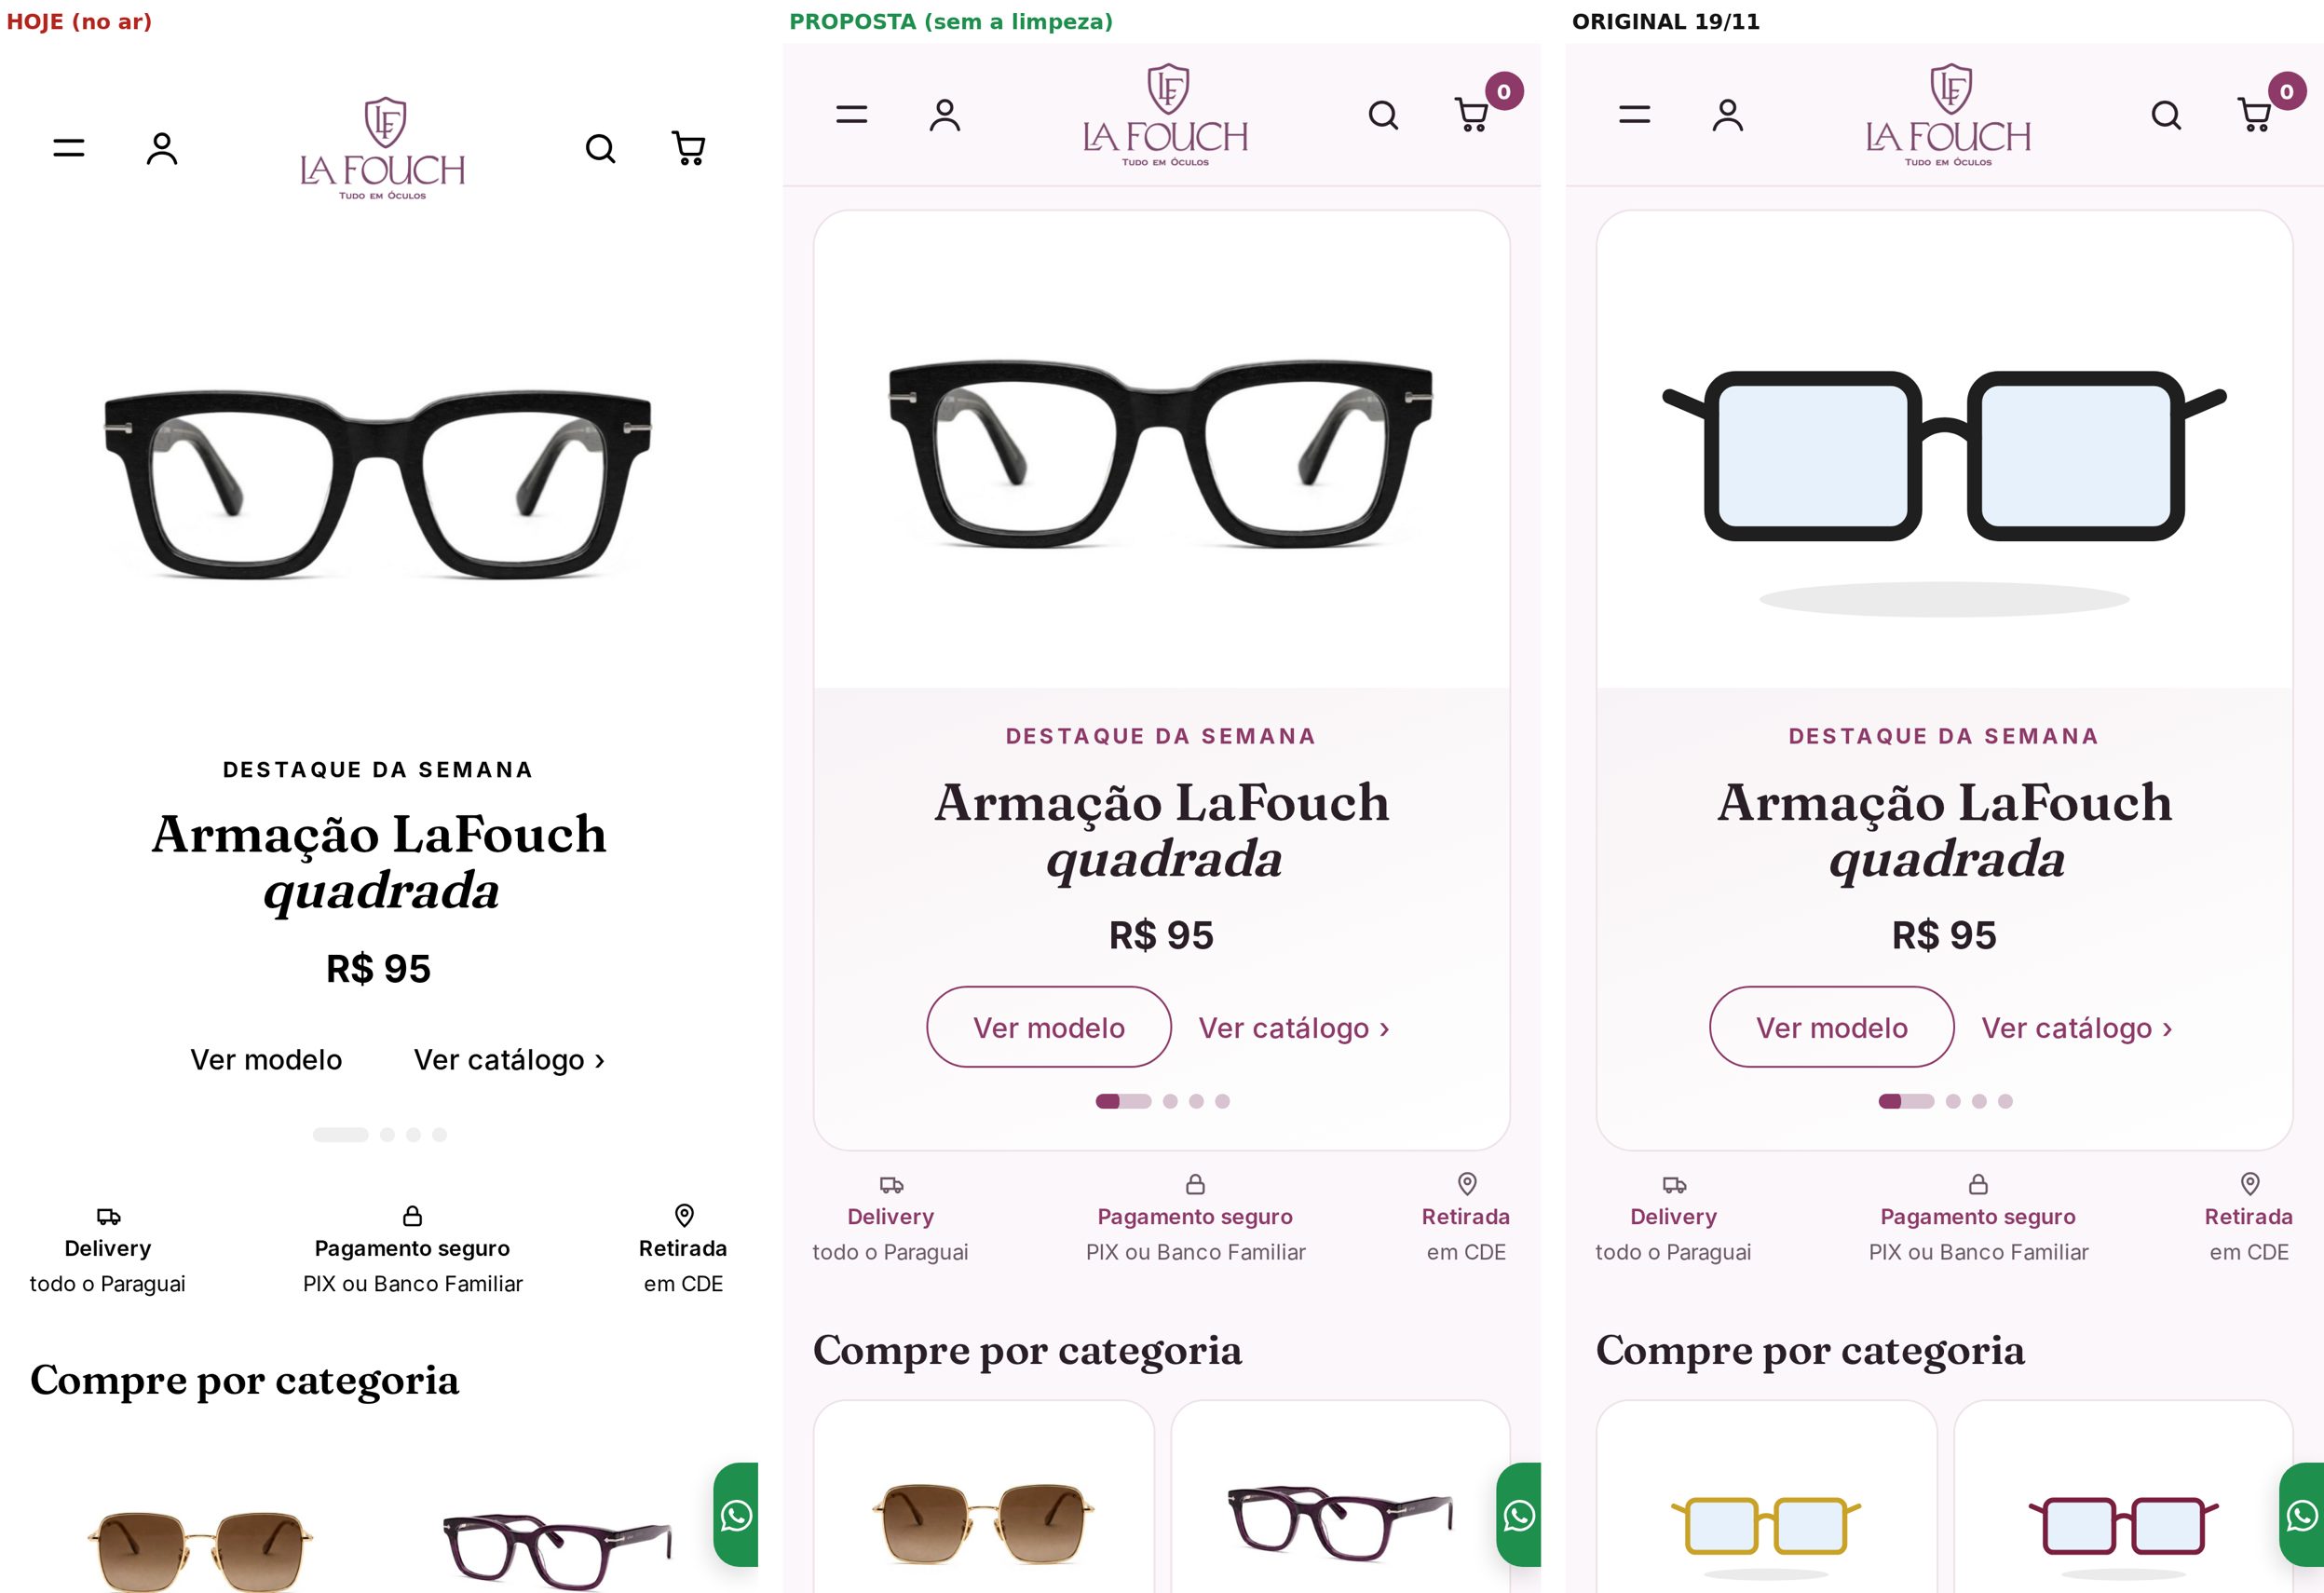 HOJE (no ar)
LF
LA FOUCH
TUDO EM ÓCULOS
DESTAQUE DA SEMANA
Armação LaFouch
quadrada
R$ 95
Ver modelo
Ver catálogo ›
Delivery
todo o Paraguai
Pagamento seguro
PIX ou Banco Familiar
Retirada
em CDE
Compre por categoria
PROPOSTA (sem a limpeza)
LF
LA FOUCH
TUDO EM ÓCULOS
0
DESTAQUE DA SEMANA
Armação LaFouch
quadrada
R$ 95
Ver modelo
Ver catálogo ›
Delivery
todo o Paraguai
Pagamento seguro
PIX ou Banco Familiar
Retirada
em CDE
Compre por categoria
ORIGINAL 19/11
LF
LA FOUCH
TUDO EM ÓCULOS
0
DESTAQUE DA SEMANA
Armação LaFouch
quadrada
R$ 95
Ver modelo
Ver catálogo ›
Delivery
todo o Paraguai
Pagamento seguro
PIX ou Banco Familiar
Retirada
em CDE
Compre por categoria